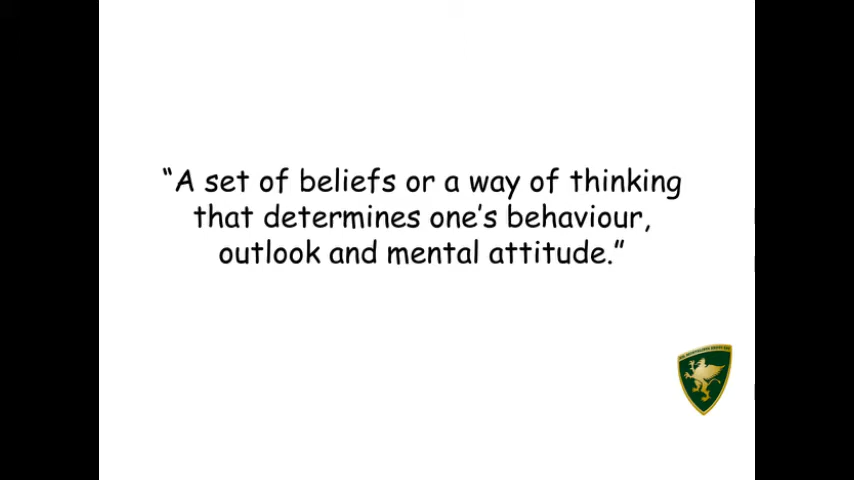 “A set of beliefs or a way of thinking
that determines one’s behaviour,
outlook and mental attitude.”